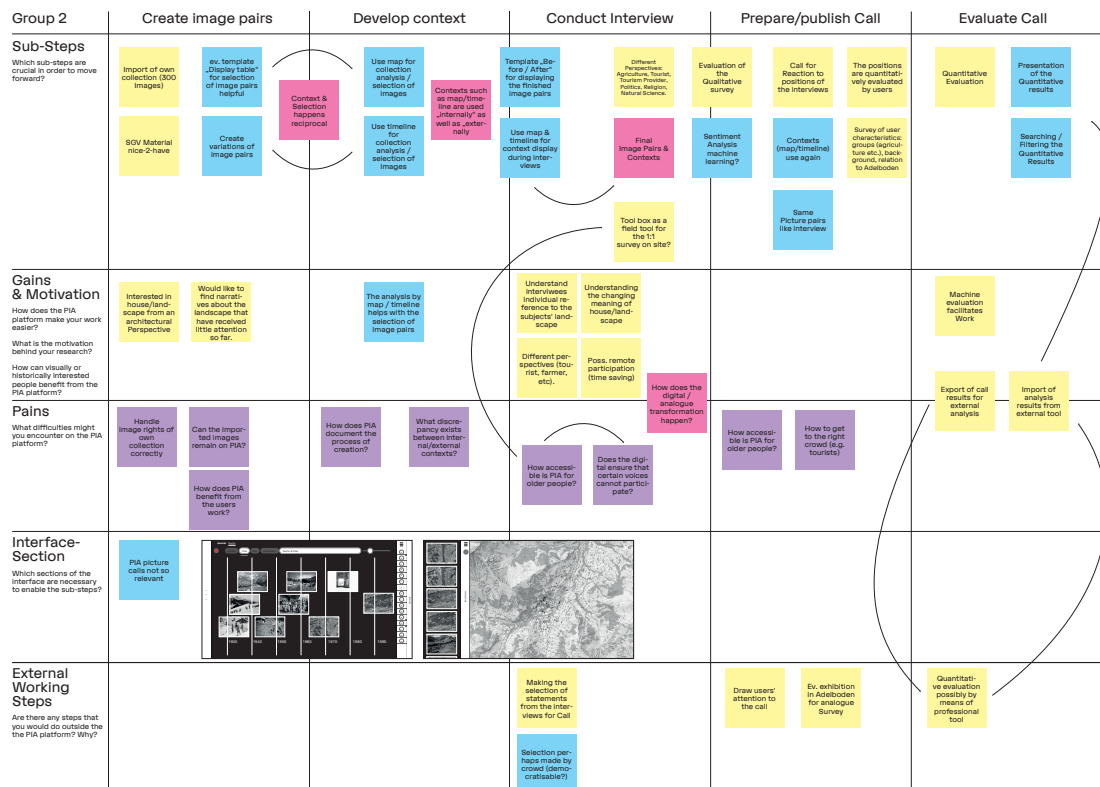 Group 2
Create image pairs
Develop context
Conduct Interview
Prepare/publish Call
Evaluate Call
Sub-Steps
Which sub-steps are
crucial in order to move
forward?
Import of own
collection (300
Images)
ev. template
„Display table“
for selection
of image pairs
helpful
Context &
Selection
happens
reciprocal
SGV Material
nice-2-have
Create
variations of
image pairs
Use map for
collection
analysis /
selection of
images
Contexts such
as map/time-
line are used
„internally“ as
well as „exter-
nally
Use timeline
for
collection
analysis /
selection of
images
Template „Be-
fore / After“
for displaying
the finished
image pairs
Different
Perspectives:
Agriculture, Tourist,
Tourism Provider,
Politics, Religion,
Natural Science.
Use map &
timeline for
context display
during inter-
views
Final
Image Pairs &
Contexts
Tool box as a
field tool for
the 1:1
survey on site?
Evaluation of
the
Qualitative
survey
Call for
Reaction to
positions of
the interviews
The positions
are quantitati-
vely evaluated
by users
Sentiment
Analysis
machine
learning?
Contexts
(map/timeline)
use again
Survey of user
characteristics:
groups (agricul-
ture etc.), back-
ground, relation
to Adelboden
Same
Picture pairs
like interview
Quantitative
Evaluation
Presentation
of the
Quantitative
results
Searching /
Filtering the
Quantitative
Results
Gains
& Motivation
How does the PIA
platform make your work
easier?
What is the motivation
behind your research?
How can visually or
historically interested
people benefit from the
PIA platform?
Interested in
house/land-
scape from an
architectural
Perspective
Would like to
find narrati-
ves about the
landscape that
have received
little attention
so far.
The analysis by
map / timeline
helps with the
selection of
image pairs
Understand
interviwees
individual re-
ference to the
subjects' land-
scape
Understanding
the changing
meaning of
house/land-
scape
Different per-
spectives (tou-
rist, farmer,
etc).
Poss. remote
participation
(time saving)
How does the
digital /
analogue
transformation
happen?
Machine
evaluation
facilitates
Work
Export of call
results for
external
analysis
Import of
analysis
results from
external tool
Pains
What difficulties might
you encounter on the PIA
platform?
Handle
image rights of
own
collection
correctly
Can the impor-
ted images
remain on PIA?
How does PIA
benefit from
the users
work?
How does PIA
document the
process of
creation?
What discre-
pancy exists
between inter-
nal/external
contexts?
How accessi-
ble is PIA for
older people?
Does the digi-
tal ensure that
certain voices
cannot partici-
pate?
How accessi-
ble is PIA for
older people?
How to get
to the right
crowd (e.g.
tourists)
Interface-
Section
Which sections of the
interface are necessary
to enable the sub-steps?
PIA picture
calls not so
relevant
External
Working
Steps
Are there any steps that
you would do outside the
the PIA platform? Why?
Making the
selection of
statements
from the inter-
views for Call
Selection per-
haps made by
crowd (demo-
cratisable?)
Draw users'
attention to
the call
Ev. exhibition
in Adelboden
for analogue
Survey
Quantitati-
ve evaluation
possibly by
means of
professional
tool